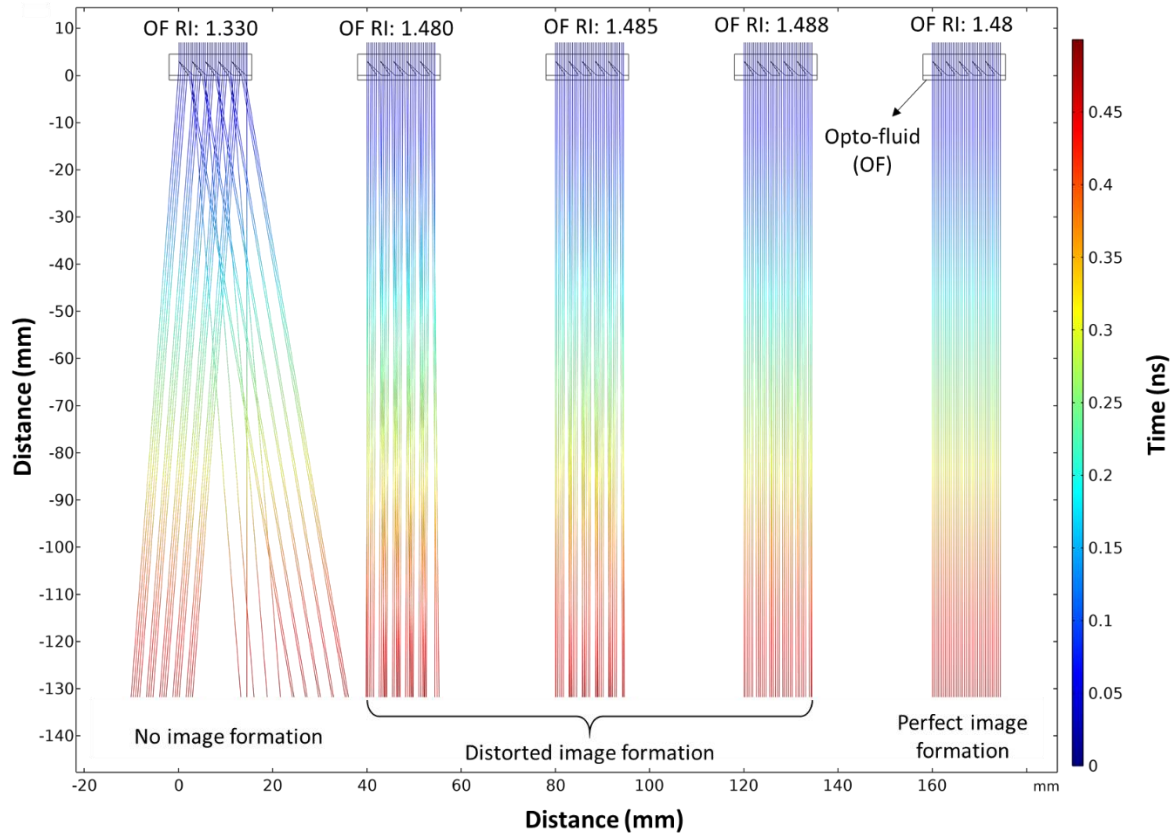 OF RI: 1.330 OF RI: 1.480 OF RI: 1.485 OF RI: 1.488 OF RI: 1.48
10
0
-10
-20
-30
-40
-50
-60
-70
-80
-90
-100
-110
-120
-130
-140
Distance (mm)
Opto-fluid
(OF)
No image formation
Distorted image formation
Perfect image
formation
-20 0 20 40 60 80 100 120 140 160 mm
Distance (mm)
0.45
0.4
0.35
0.3
0.25
0.2
0.15
0.1
0.05
0
Time (ns)